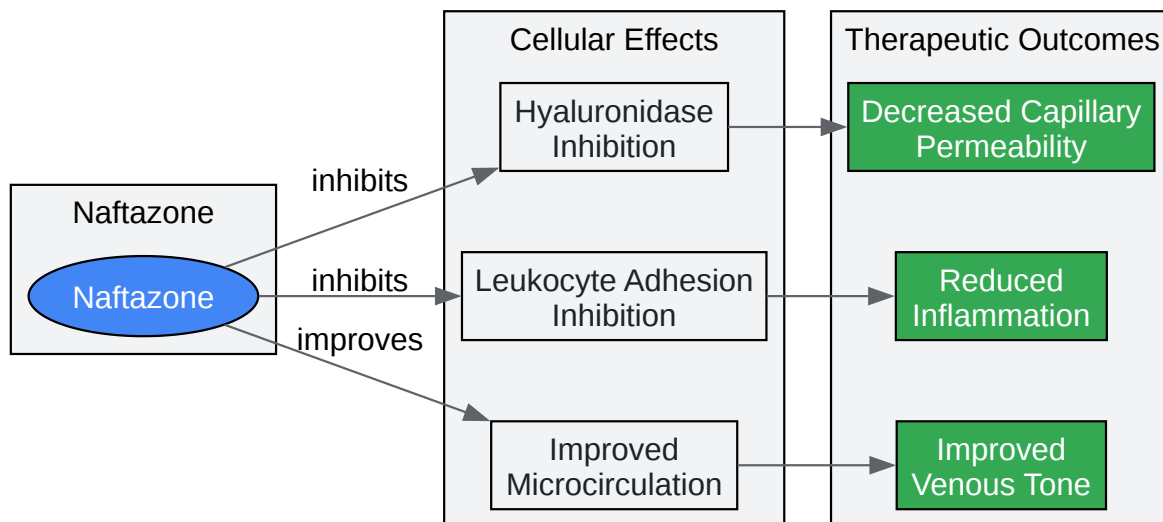 Naftazone
Naftazone
inhibits
inhibits
improves
Cellular Effects
Hyaluronidase
Inhibition
Leukocyte Adhesion
Inhibition
Improved
Microcirculation
Therapeutic Outcomes
Decreased Capillary
Permeability
Reduced
Inflammation
Improved
Venous Tone